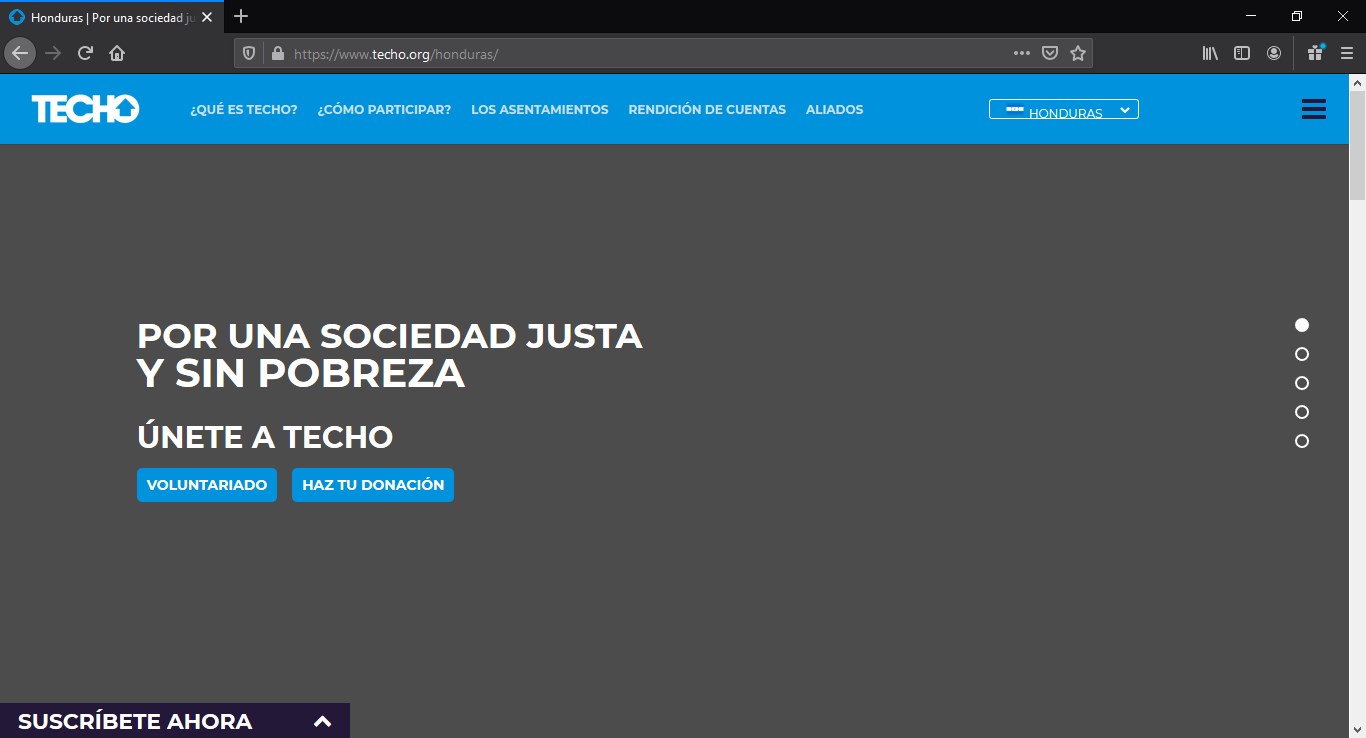 Honduras | Por una sociedad ju
https://www.techo.org/honduras/
TECHO
¿QUÉ ES TECHO?
¿CÓMO PARTICIPAR?
LOS ASENTAMIENTOS
RENDICIÓN DE CUENTAS
ALIADOS
HONDURAS
POR UNA SOCIEDAD JUSTA
Y SIN POBREZA
ÚNETE A TECHO
VOLUNTARIADO
HAZ TU DONACIÓN
SUSCRÍBETE AHORA